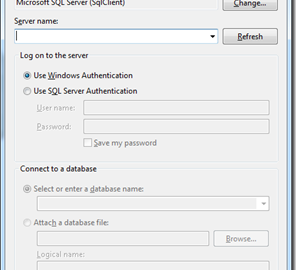 Microsoft SQL Server (SqlClient)
Change...
Server name:
Refresh
Log on to the server
Use Windows Authentication
Use SQL Server Authentication
User name:
Password:
Save my password
Connect to a database
Select or enter a database name:
Attach a database file:
Browse...
Logical name: